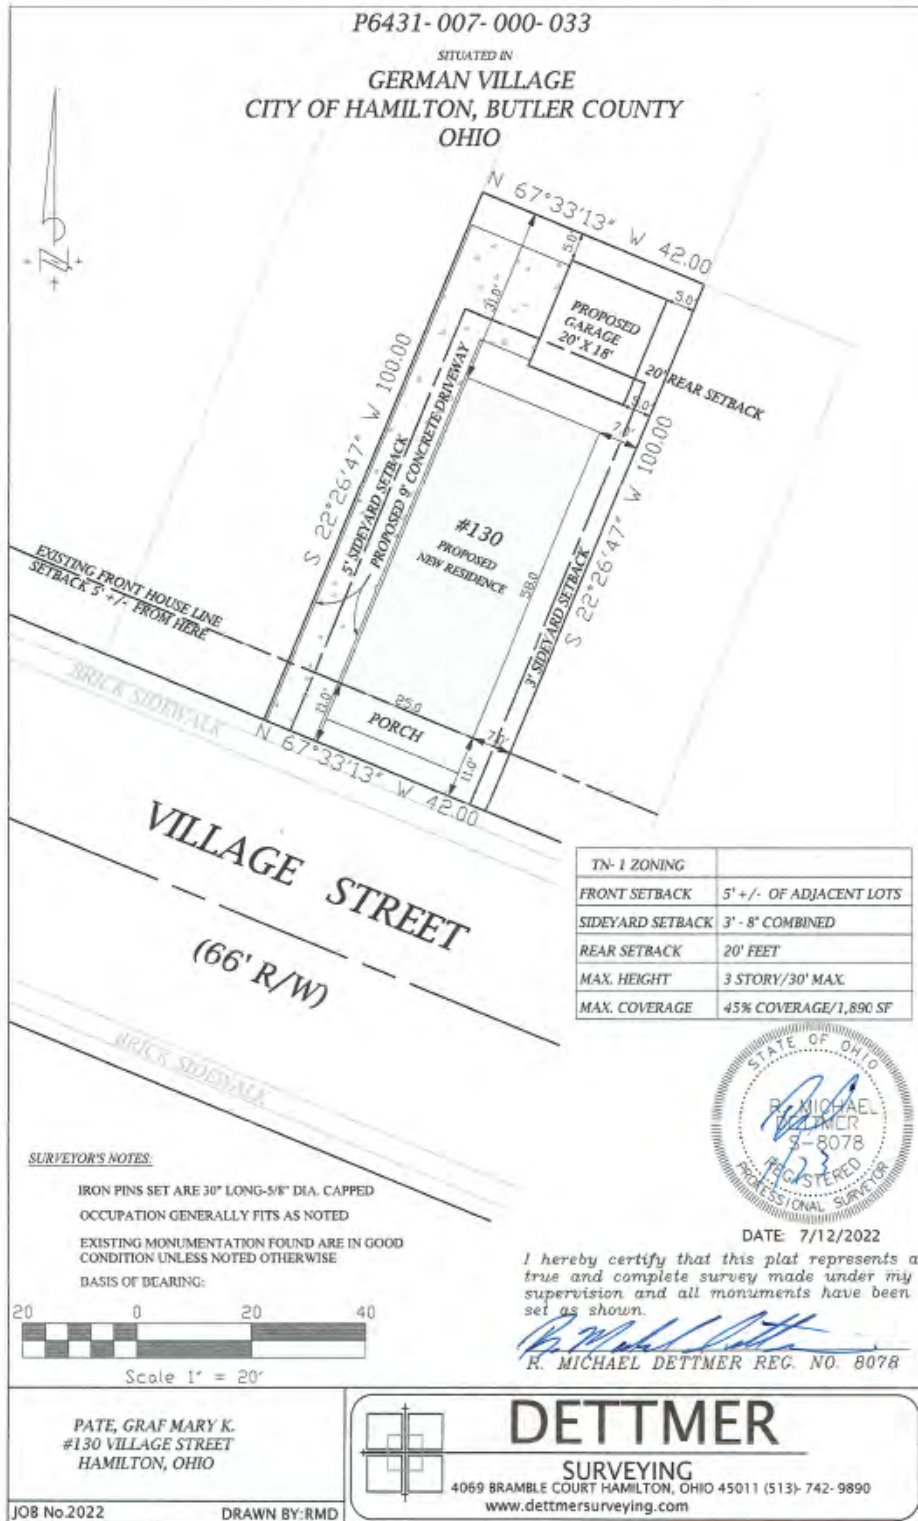 P6431-007-000-033
SITUATED IN
GERMAN VILLAGE
CITY OF HAMILTON, BUTLER COUNTY
OHIO
N
N 67°33'13" W 42.00
5.0
31.0'
PROPOSED
GARAGE
20' X 18'
5.0
20' REAR SETBACK
5.0'
7.0'
S 22°26'47" W 100.00
5' SIDEYARD SETBACK
PROPOSED 9' CONCRETE DRIVEWAY
#130
PROPOSED
NEW RESIDENCE
58.0
3' SIDEYARD SETBACK
S 22°26'47" W 100.00
EXISTING FRONT HOUSE LINE
SETBACK 5' +/- FROM HERE
BRICK SIDEWALK
11.0'
25.0
PORCH
7.0'
11.0'
N 67°33'13" W 42.00
VILLAGE STREET
(66' R/W)
BRICK SIDEWALK
TN-1 ZONING
FRONT SETBACK 5' +/- OF ADJACENT LOTS
SIDEYARD SETBACK 3' - 8' COMBINED
REAR SETBACK 20' FEET
MAX. HEIGHT 3 STORY/30' MAX.
MAX. COVERAGE 45% COVERAGE/1,890 SF
STATE OF OHIO
R. MICHAEL
DETTMER
S-8078
REGISTERED
PROFESSIONAL SURVEYOR
DATE: 7/12/2022
SURVEYOR'S NOTES:
IRON PINS SET ARE 30" LONG-5/8" DIA. CAPPED
OCCUPATION GENERALLY FITS AS NOTED
EXISTING MONUMENTATION FOUND ARE IN GOOD
CONDITION UNLESS NOTED OTHERWISE
BASIS OF BEARING:
I hereby certify that this plat represents a
true and complete survey made under my
supervision and all monuments have been
set as shown.
R. MICHAEL DETTMER REG. NO. 8078
20 0 20 40
Scale 1" = 20'
PATE, GRAF MARY K.
#130 VILLAGE STREET
HAMILTON, OHIO
JOB No.2022 DRAWN BY:RMD
DETTMER
SURVEYING
4069 BRAMBLE COURT HAMILTON, OHIO 45011 (513)-742-9890
www.dettmersurveying.com